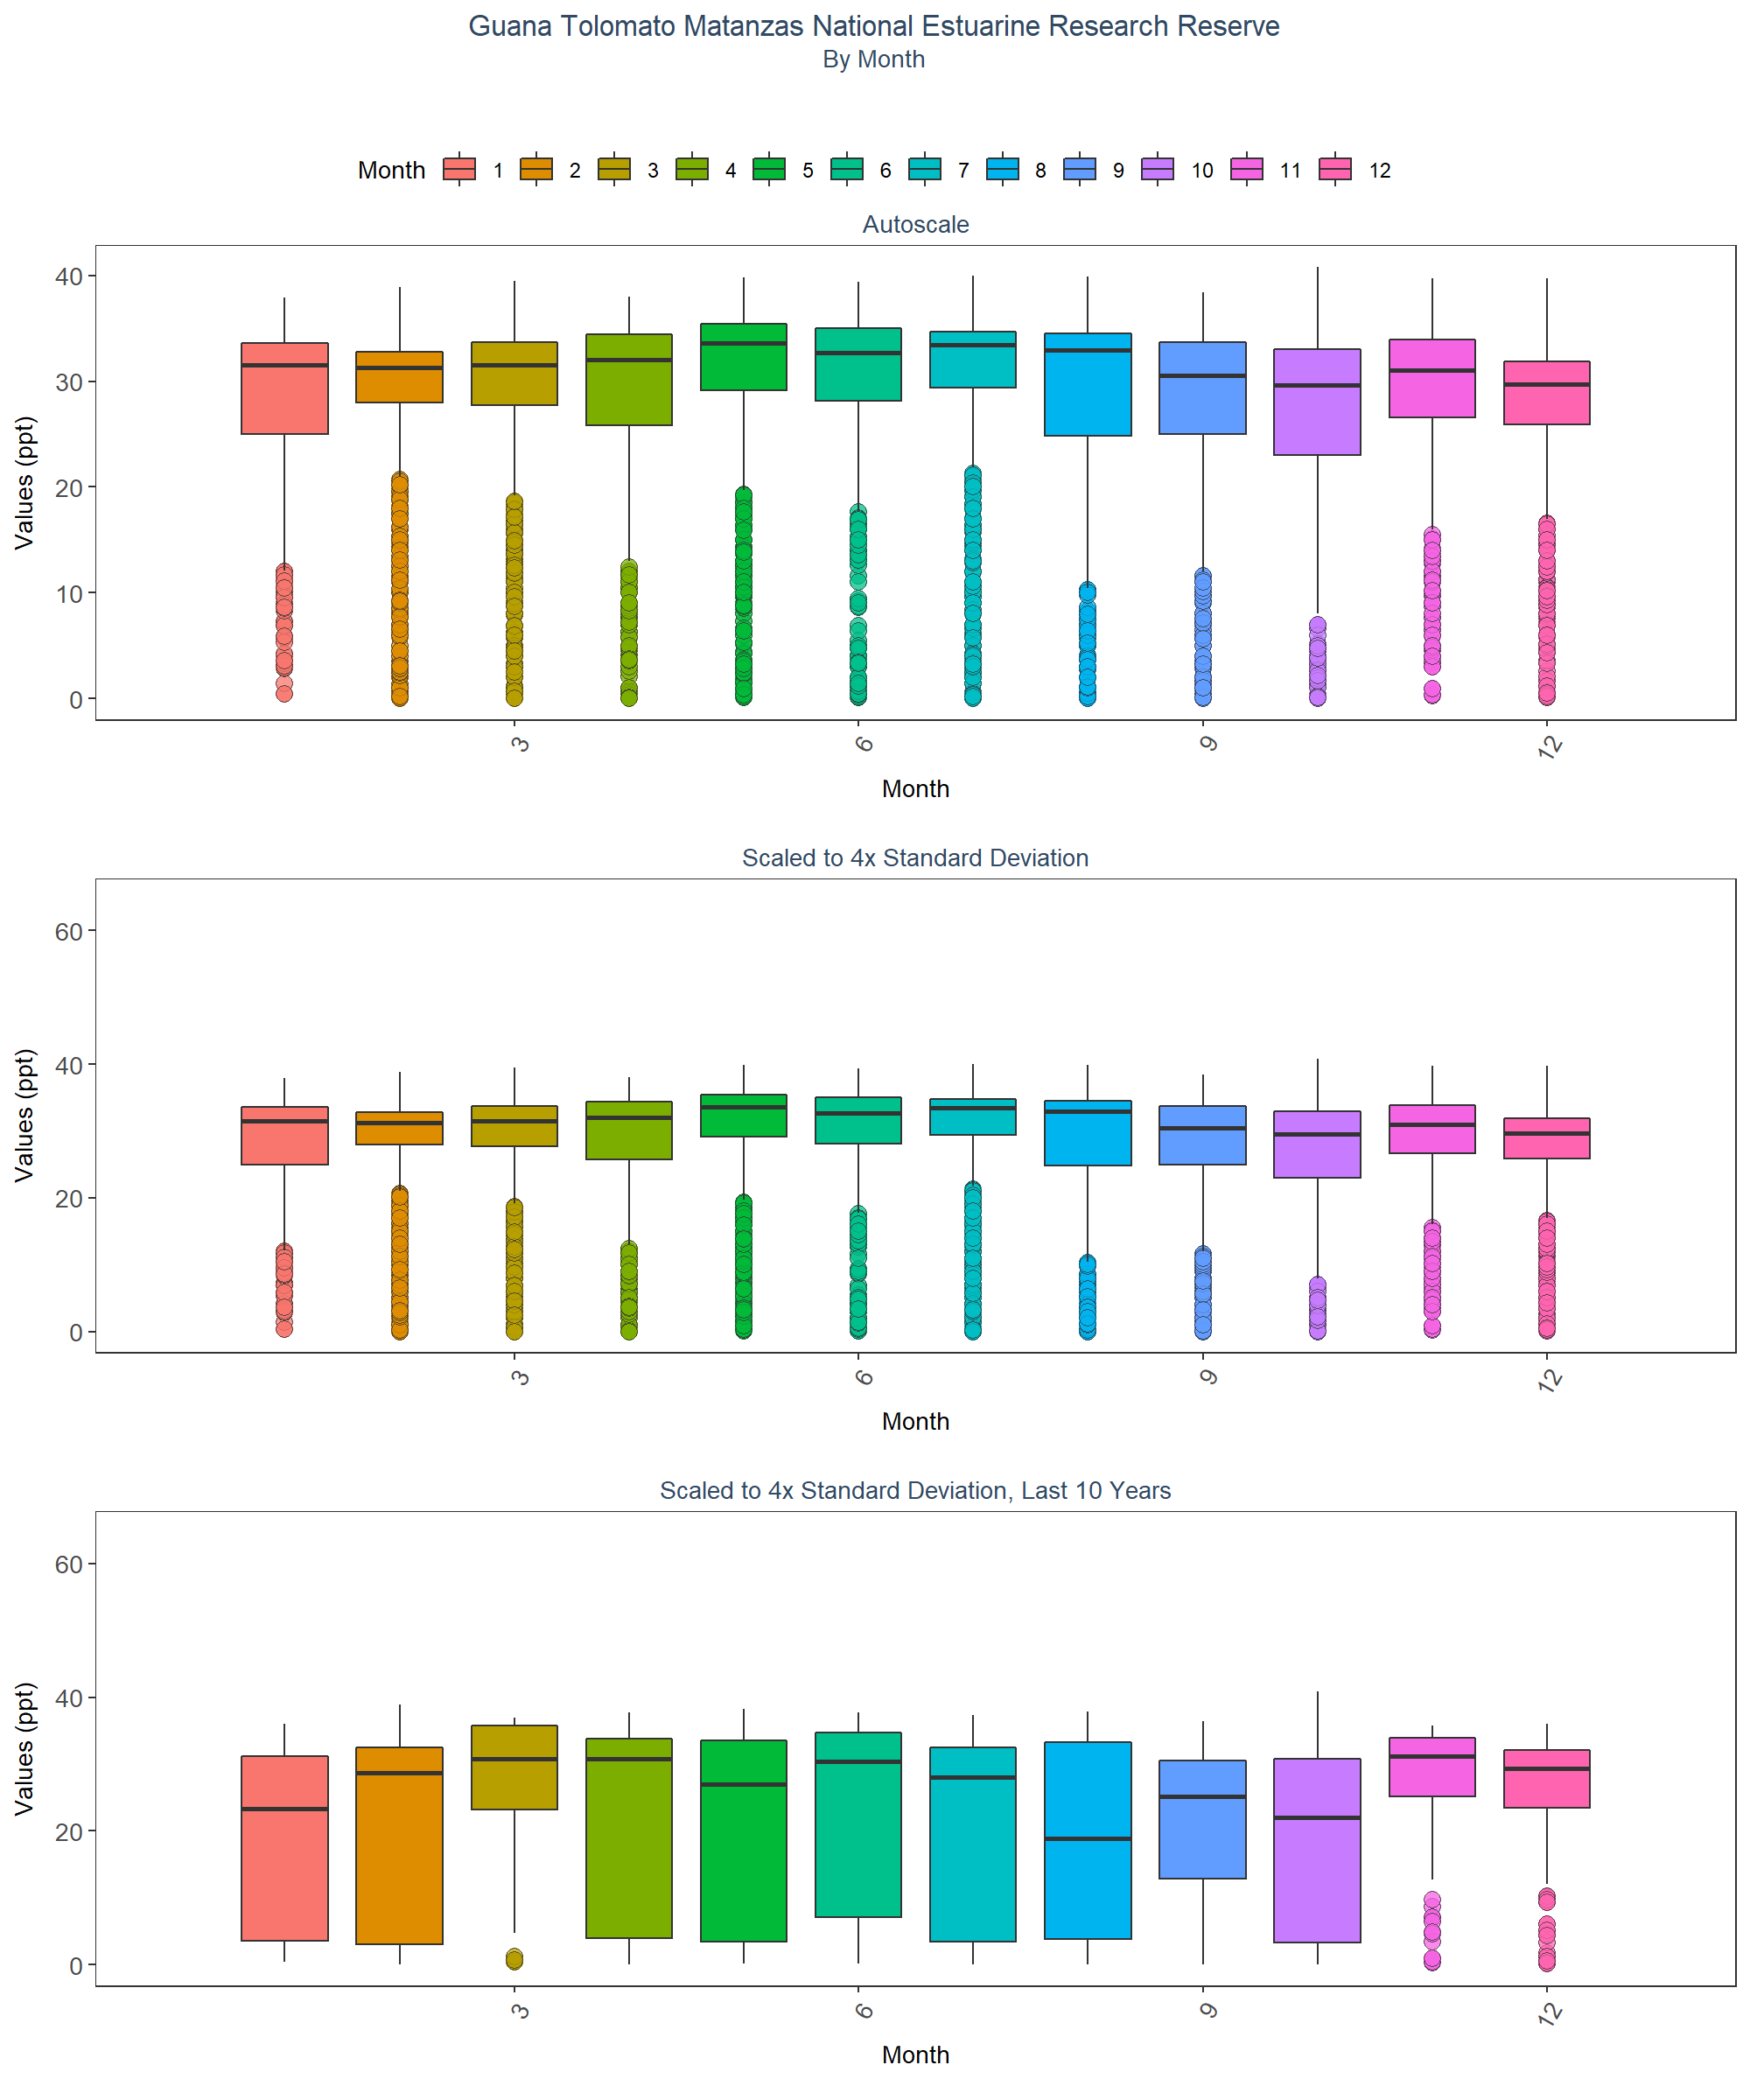 Guana Tolomato Matanzas National Estuarine Research Reserve
By Month
Month 1 2 3 4 5 6 7 8 9 10 11 12
Autoscale
Values (ppt)
40
30
20
10
0
3 6 9 12
Month
Scaled to 4x Standard Deviation
Values (ppt)
60
40
20
0
3 6 9 12
Month
Scaled to 4x Standard Deviation, Last 10 Years
Values (ppt)
60
40
20
0
3 6 9 12
Month